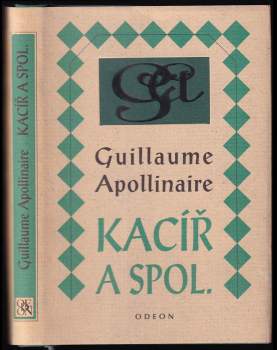 Guillaume Apollinaire KACÍŘ A SPOL.
Guillaume
Apollinaire
KACÍŘ
A SPOL.
ODEON